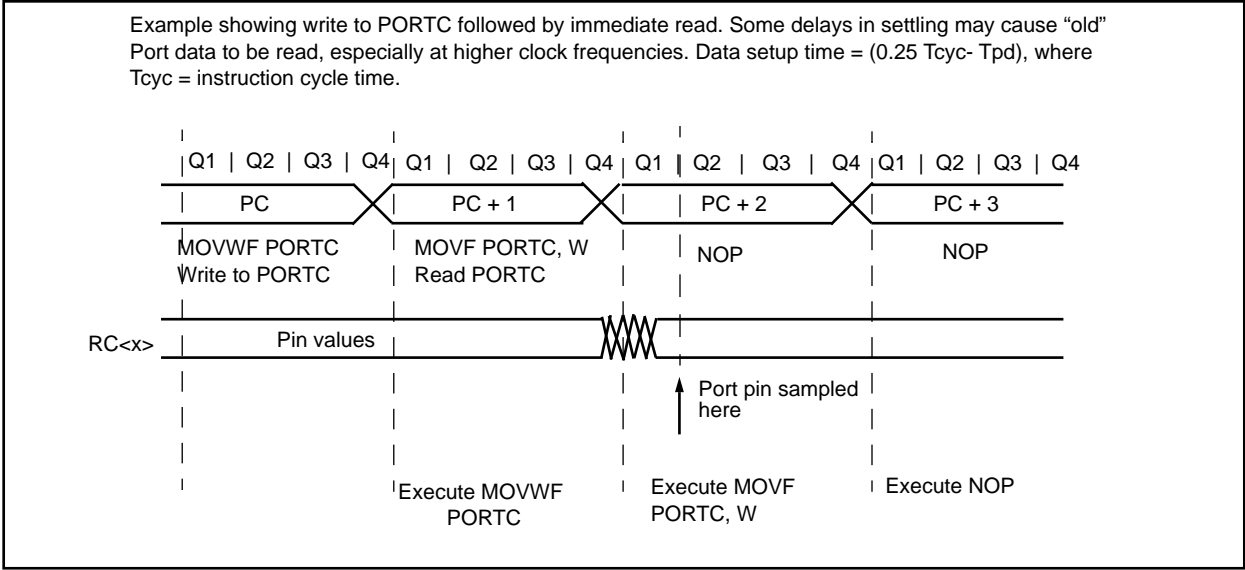 Example showing write to PORTC followed by immediate read. Some delays in settling may cause “old”
Port data to be read, especially at higher clock frequencies. Data setup time = (0.25 Tcyc- Tpd), where
Tcyc = instruction cycle time.
Q1 | Q2 | Q3 | Q4 Q1 | Q2 | Q3 | Q4 Q1 | Q2 | Q3 | Q4 Q1 | Q2 | Q3 | Q4
PC PC + 1 PC + 2 PC + 3
MOVWF PORTC MOVF PORTC, W NOP NOP
Write to PORTC Read PORTC
RC<x> Pin values
Port pin sampled
here
Execute MOVWF Execute MOVF Execute NOP
PORTC PORTC, W